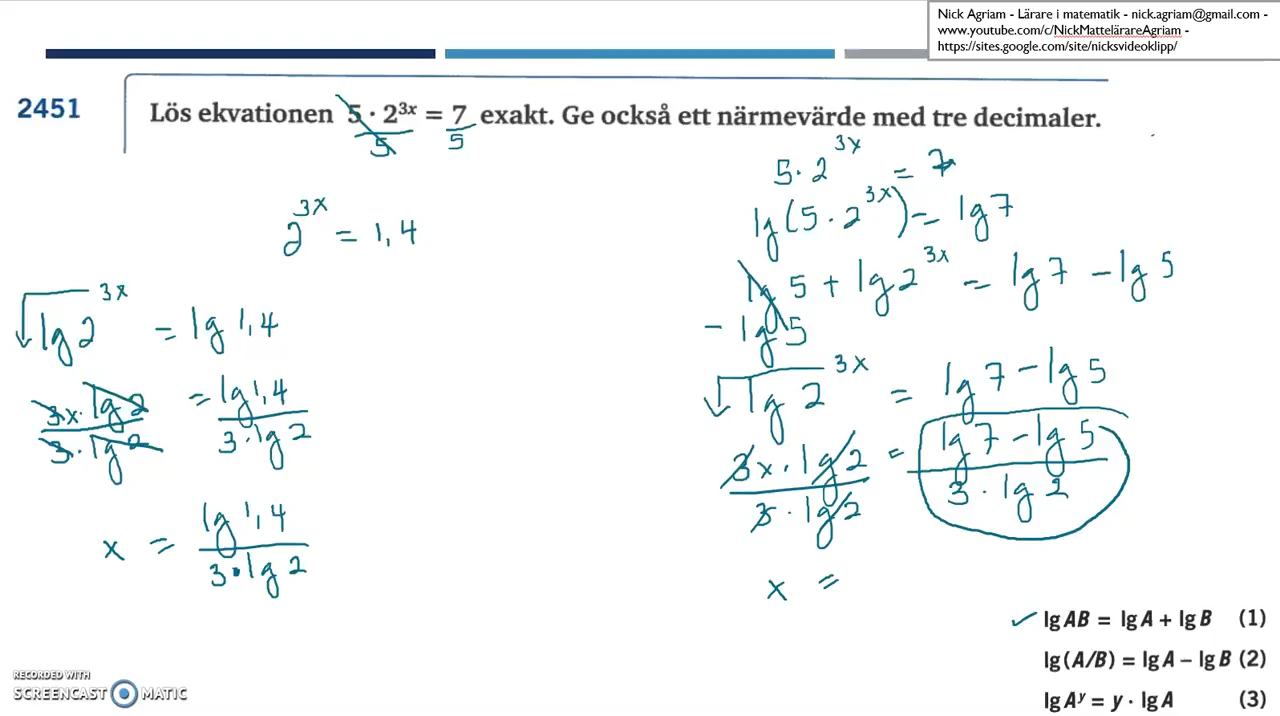 Nick Agriam - Lärare i matematik - nick.agriam@gmail.com -
www.youtube.com/c/NickMattelärareAgriam -
https://sites.google.com/site/nicksvideoklipp/
2451 Lös ekvationen 5 · 2^{3x} = 7 exakt. Ge också ett närmevärde med tre decimaler.
5 5
2^{3x} = 1,4
lg 2^{3x} = lg 1,4
3x · lg 2 / 3 · lg 2 = lg 1,4 / 3 · lg 2
x = lg 1,4 / 3 · lg 2
5 · 2^{3x} = 7
lg (5 · 2^{3x}) = lg 7
lg 5 + lg 2^{3x} = lg 7 - lg 5
- lg 5
lg 2^{3x} = lg 7 - lg 5
3x · lg 2 / 3 · lg 2 = lg 7 - lg 5 / 3 · lg 2
x =
✓ lg AB = lg A + lg B (1)
lg (A/B) = lg A – lg B (2)
lg A^y = y · lg A (3)
RECORDED WITH
SCREENCAST MATIC